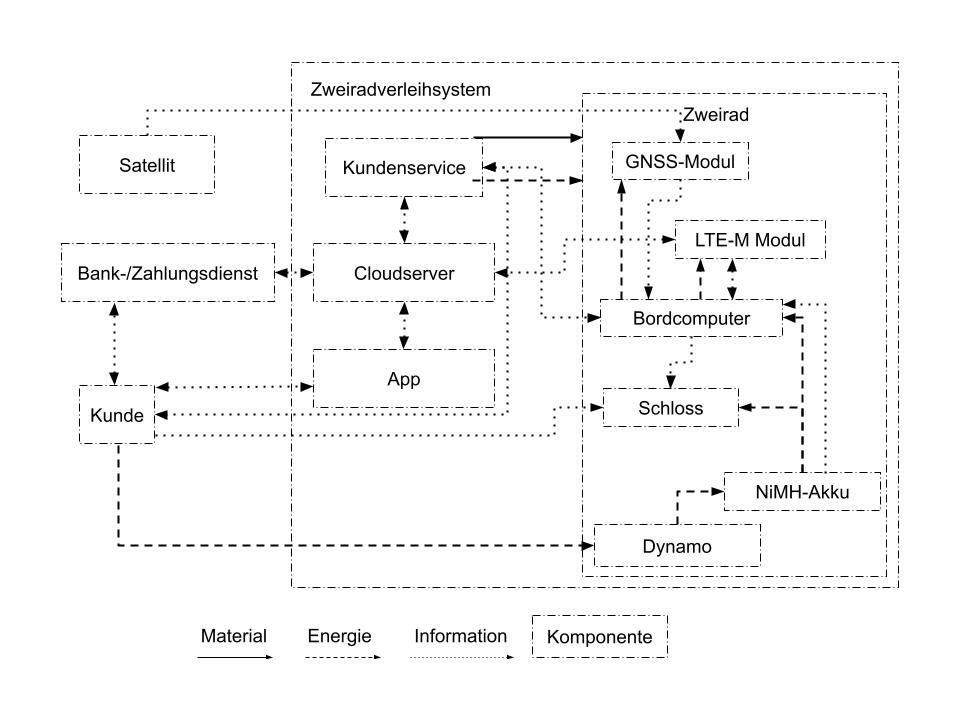 Zweiradverleihsystem
Zweirad
Satellit
Kundenservice
GNSS-Modul
LTE-M Modul
Bank-/Zahlungsdienst
Cloudserver
Bordcomputer
App
Kunde
Schloss
NiMH-Akku
Dynamo
Material
Energie
Information
Komponente